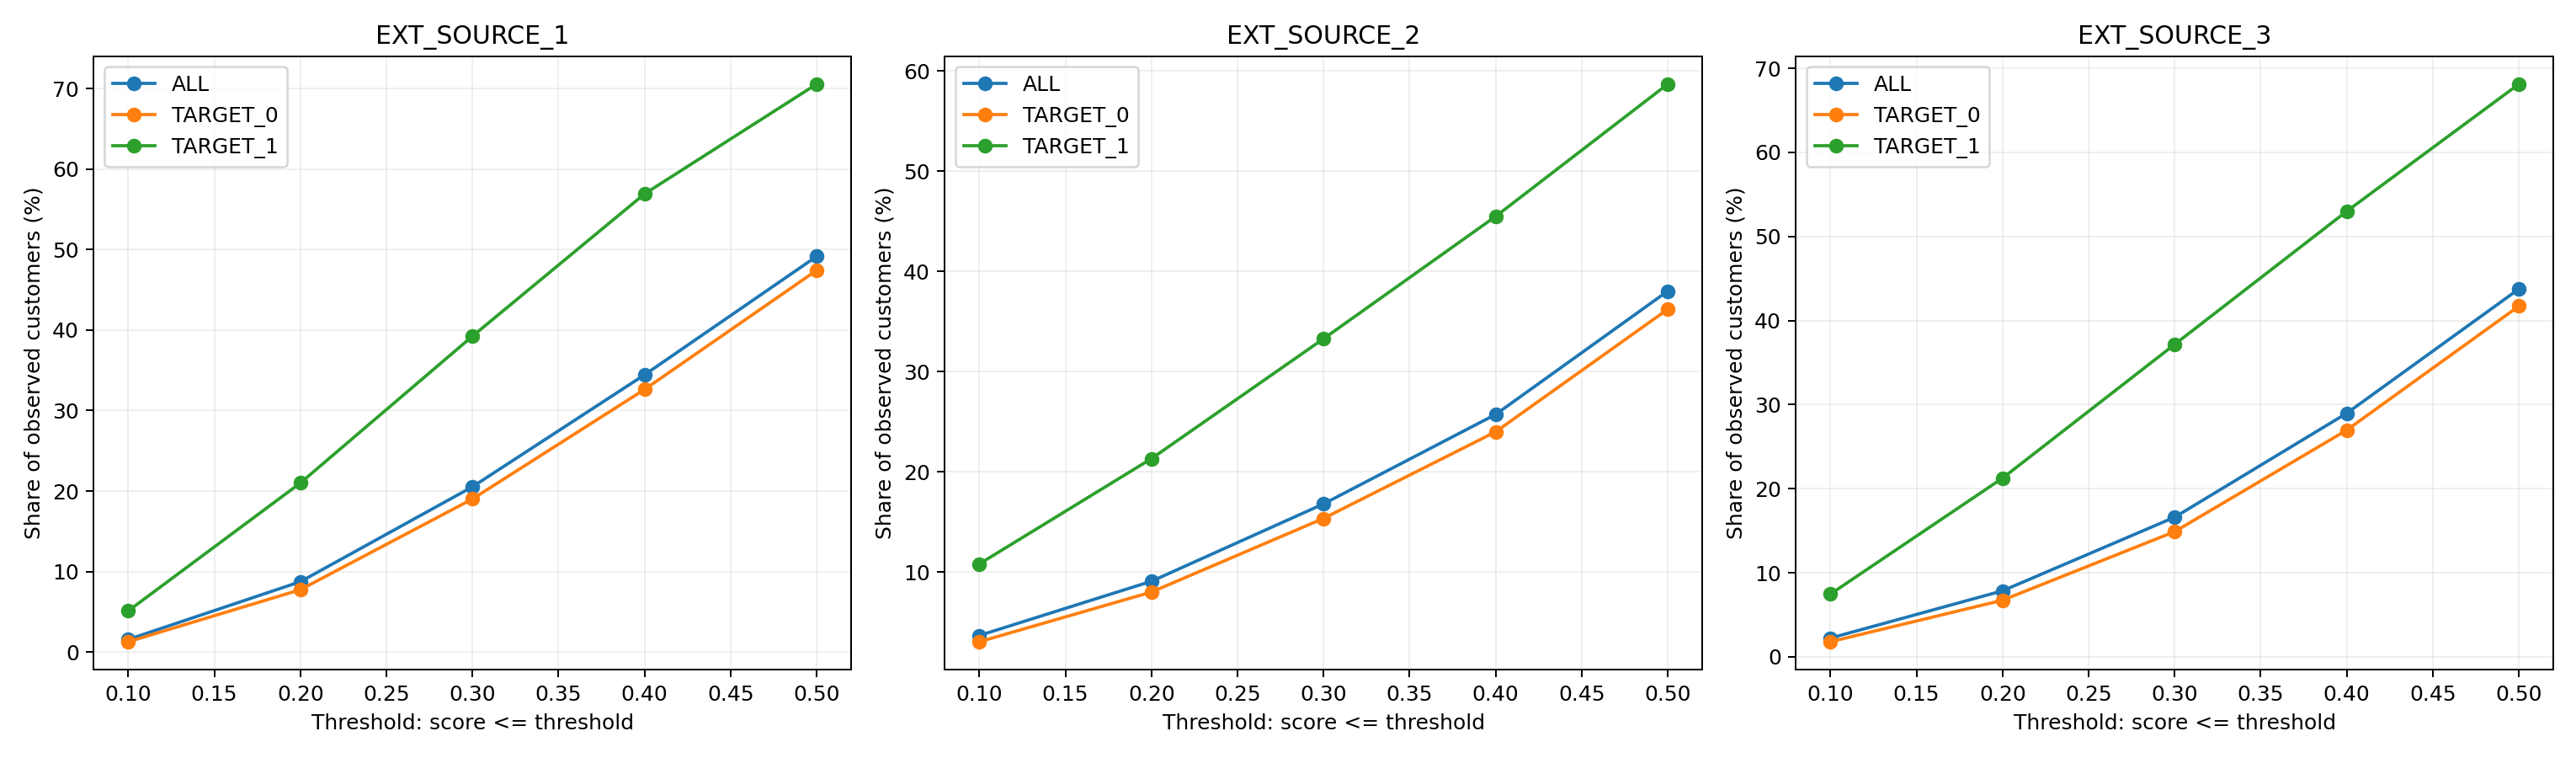 EXT_SOURCE_1
ALL
TARGET_0
TARGET_1
Share of observed customers (%)
70
60
50
40
30
20
10
0
0.10 0.15 0.20 0.25 0.30 0.35 0.40 0.45 0.50
Threshold: score <= threshold
EXT_SOURCE_2
ALL
TARGET_0
TARGET_1
Share of observed customers (%)
60
50
40
30
20
10
0.10 0.15 0.20 0.25 0.30 0.35 0.40 0.45 0.50
Threshold: score <= threshold
EXT_SOURCE_3
ALL
TARGET_0
TARGET_1
Share of observed customers (%)
70
60
50
40
30
20
10
0
0.10 0.15 0.20 0.25 0.30 0.35 0.40 0.45 0.50
Threshold: score <= threshold